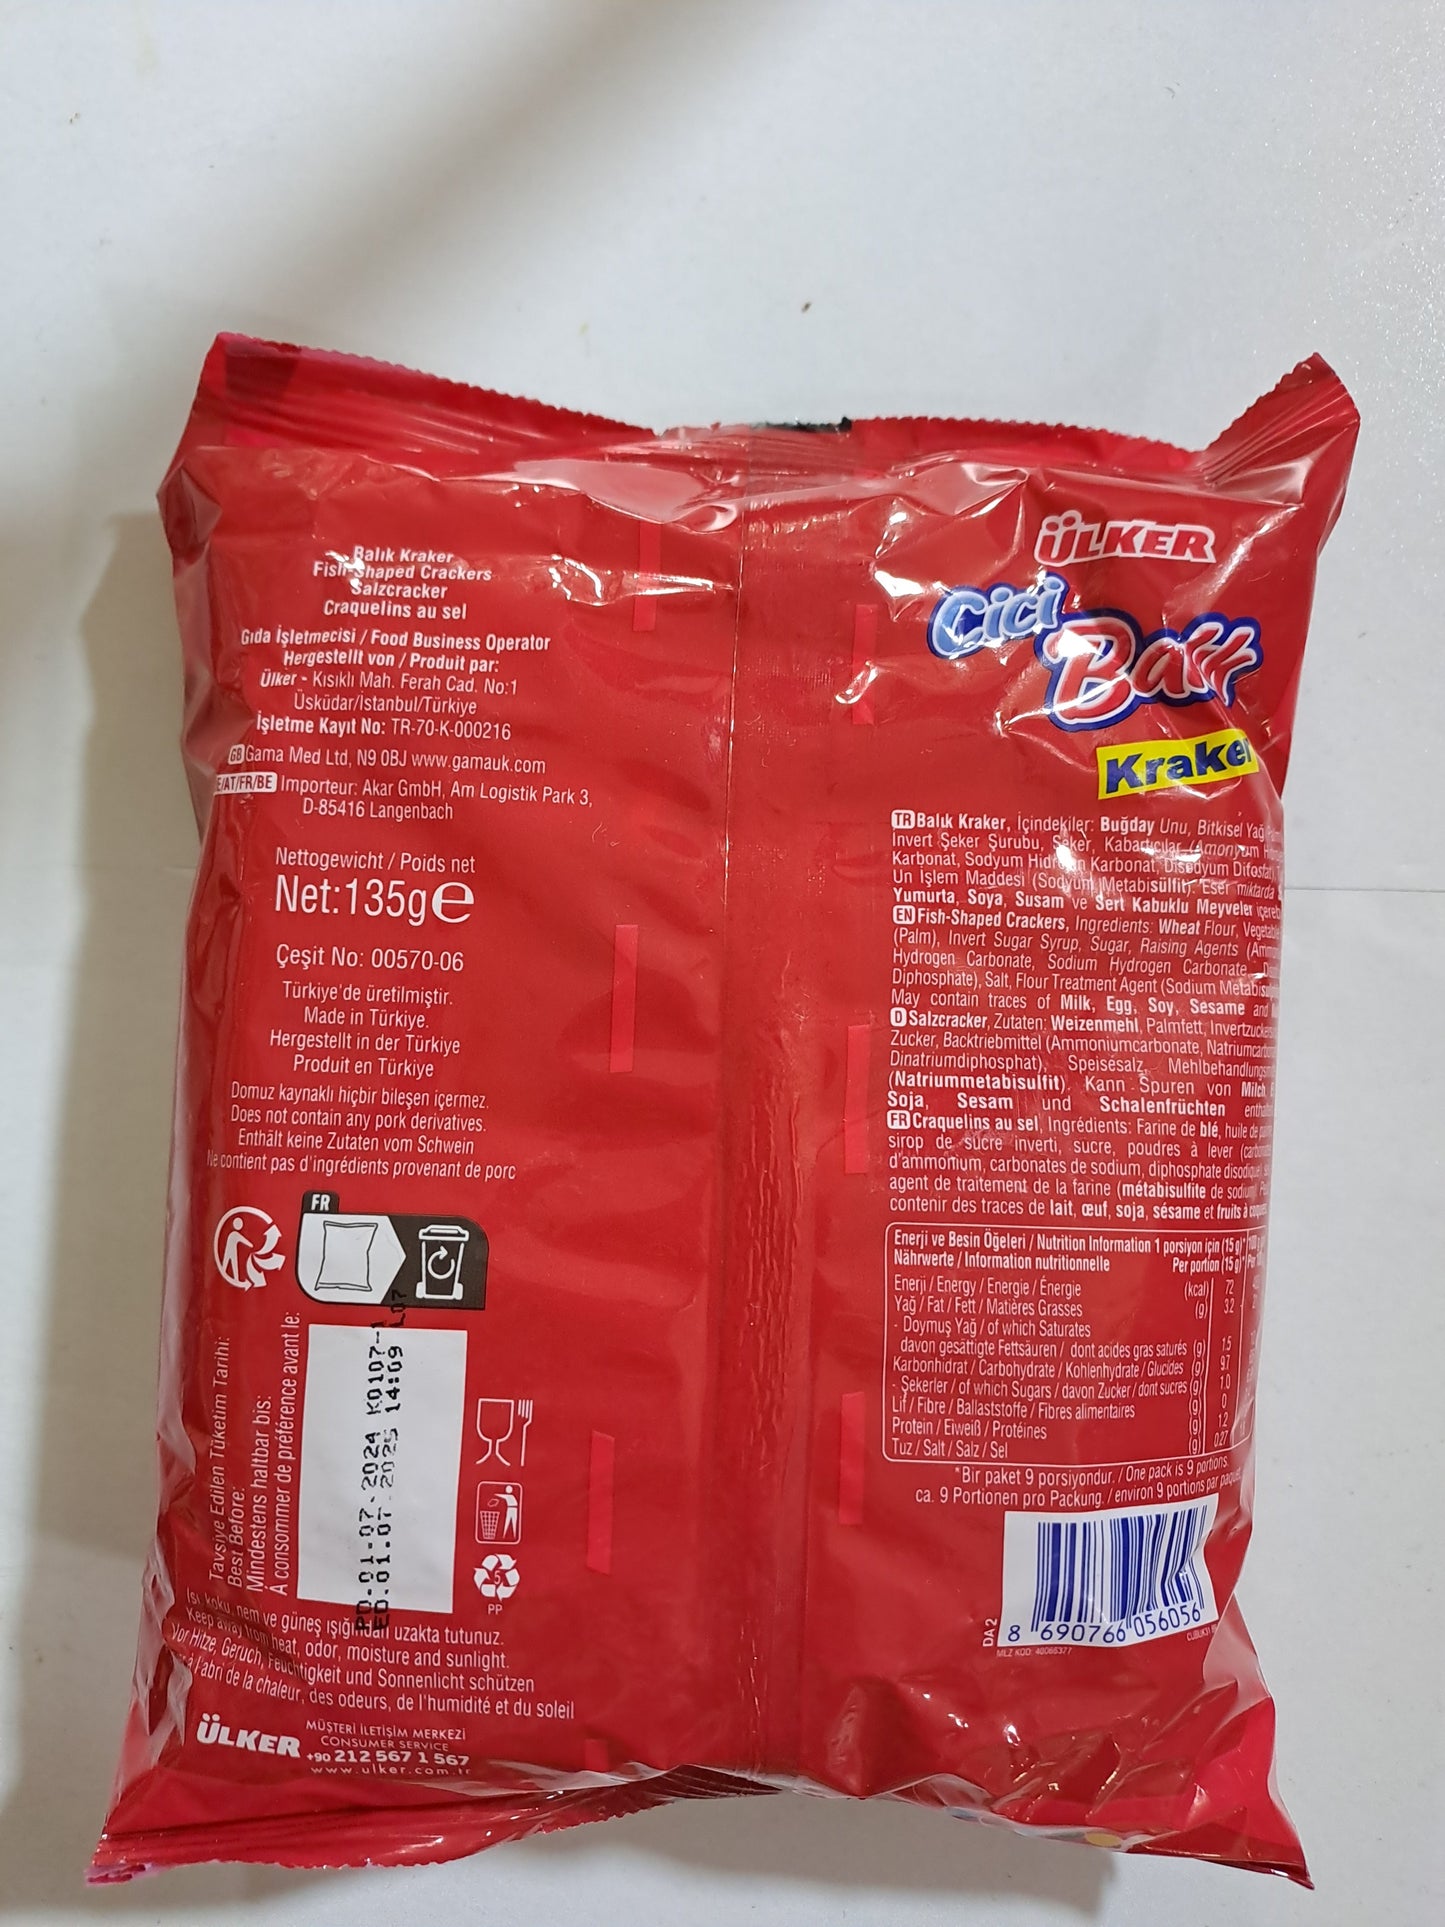 Balık Kraker
Fish-Shaped Crackers
Salzcracker
Craquelins au sel
Gıda İşletmecisi / Food Business Operator
Hergestellt von / Produit par:
Ülker - Kısıklı Mah. Ferah Cad. No:1
Üsküdar/İstanbul/Türkiye
İşletme Kayıt No: TR-70-K-000216
GB Gama Med Ltd, N9 0BJ www.gamauk.com
/AT/FR/BE Importeur: Akar GmbH, Am Logistik Park 3,
D-85416 Langenbach
Nettogewicht / Poids net
Net:135g℮
Çeşit No: 00570-06
Türkiye'de üretilmiştir.
Made in Türkiye.
Hergestellt in der Türkiye
Produit en Türkiye
Domuz kaynaklı hiçbir bileşen içermez.
Does not contain any pork derivatives.
Enthält keine Zutaten vom Schwein
Ne contient pas d'ingrédients provenant de porc
FR
Tavsiye Edilen Tüketim Tarihi:
Best Before:
Mindestens haltbar bis:
À consommer de préférence avant le:
PD:01.07.2024 K0107-1
ED:01.07.2025 14:09 L07
5
PP
Isı, koku, nem ve güneş ışığından uzakta tutunuz.
Keep away from heat, odor, moisture and sunlight.
Vor Hitze, Geruch, Feuchtigkeit und Sonnenlicht schützen
à l'abri de la chaleur, des odeurs, de l'humidité et du soleil
ÜLKER
MÜŞTERİ İLETİŞİM MERKEZİ
CONSUMER SERVICE
+90 212 567 1 567
www.ulker.com.tr
ÜLKER
Cici
Balık
Kraker
TR Balık Kraker, İçindekiler: Buğday Unu, Bitkisel Yağ
İnvert Şeker Şurubu, Şeker, Kabartıcılar (Amonyum
Karbonat, Sodyum Hidrojen Karbonat, Disodyum Difosfat),
Un İşlem Maddesi (Sodyum Metabisülfit). Eser miktarda
Yumurta, Soya, Susam ve Sert Kabuklu Meyveler içerebilir
EN Fish-Shaped Crackers, Ingredients: Wheat Flour, Vegetable
(Palm), Invert Sugar Syrup, Sugar, Raising Agents (Ammonium
Hydrogen Carbonate, Sodium Hydrogen Carbonate,
Diphosphate), Salt, Flour Treatment Agent (Sodium Metabisulphite
May contain traces of Milk, Egg, Soy, Sesame and
D Salzcracker, Zutaten: Weizenmehl, Palmfett, Invertzuckersirup
Zucker, Backtriebmittel (Ammoniumcarbonate, Natriumcarbonate
Dinatriumdiphosphat), Speisesalz, Mehlbehandlungsmittel
(Natriummetabisulfit). Kann Spuren von Milch,
Soja, Sesam und Schalenfrüchten enthalten
FR Craquelins au sel, Ingrédients: Farine de blé, huile de palme
sirop de sucre inverti, sucre, poudres à lever (carbonates
d'ammonium, carbonates de sodium, diphosphate disodique),
agent de traitement de la farine (métabisulfite de sodium).
contenir des traces de lait, œuf, soja, sésame et fruits à coques
Enerji ve Besin Öğeleri / Nutrition Information 1 porsiyon için (15 g)* 100 g
Nährwerte / Information nutritionnelle Per portion (15 g)* Per
Enerji / Energy / Energie / Énergie (kcal) 72
Yağ / Fat / Fett / Matières Grasses (g) 3.2
- Doymuş Yağ / of which Saturates
davon gesättigte Fettsäuren / dont acides gras saturés (g) 1.5
Karbonhidrat / Carbohydrate / Kohlenhydrate / Glucides (g) 9.7
- Şekerler / of which Sugars / davon Zucker / dont sucres (g) 1.0
Lif / Fibre / Ballaststoffe / Fibres alimentaires (g) 0
Protein / Eiweiß / Protéines (g) 1.2
Tuz / Salt / Salz / Sel (g) 0.27
*Bir paket 9 porsiyondur. / One pack is 9 portions.
ca. 9 Portionen pro Packung. / environ 9 portions par paquet
DA 2
8 690766 056056
MLZ KOD: 40066377